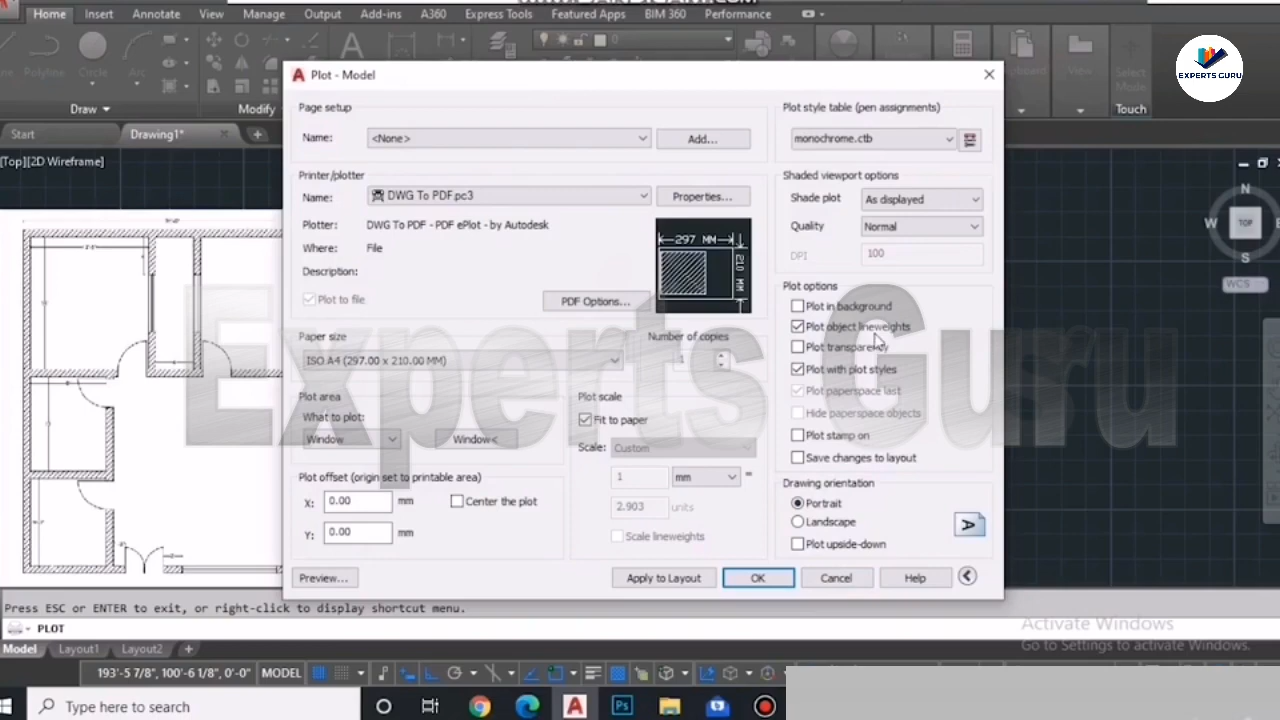 Home Insert Annotate View Manage Output Add-ins A360 Express Tools Featured Apps BIM 360 Performance
Polyline Circle Arc
0
Select
Mode
View
Draw Modify Touch
EXPERTS GURU
Start Drawing1*
[Top][2D Wireframe]
Plot - Model
Page setup
Name: <None> Add...
Printer/plotter
Name: DWG To PDF.pc3 Properties...
Plotter: DWG To PDF - PDF ePlot - by Autodesk
Where: File
Description:
Plot to file
PDF Options...
297 MM
210 MM
Paper size
ISO A4 (297.00 x 210.00 MM)
Number of copies
1
Plot area
What to plot:
Window Window<
Plot offset (origin set to printable area)
X: 0.00 mm Center the plot
Y: 0.00 mm
Plot scale
Fit to paper
Scale: Custom
1 mm =
2.903 units
Scale lineweights
Plot style table (pen assignments)
monochrome.ctb
Shaded viewport options
Shade plot As displayed
Quality Normal
DPI 100
Plot options
Plot in background
Plot object lineweights
Plot transparency
Plot with plot styles
Plot paperspace last
Hide paperspace objects
Plot stamp on
Save changes to layout
Drawing orientation
Portrait
Landscape
Plot upside-down
A
Preview... Apply to Layout OK Cancel Help
Experts Guru
N
W TOP E
S
WCS
Press ESC or ENTER to exit, or right-click to display shortcut menu.
PLOT
Activate Windows
Go to Settings to activate Windows.
Model Layout1 Layout2 +
193'-5 7/8", 100'-6 1/8", 0'-0" MODEL
Type here to search
A Ps